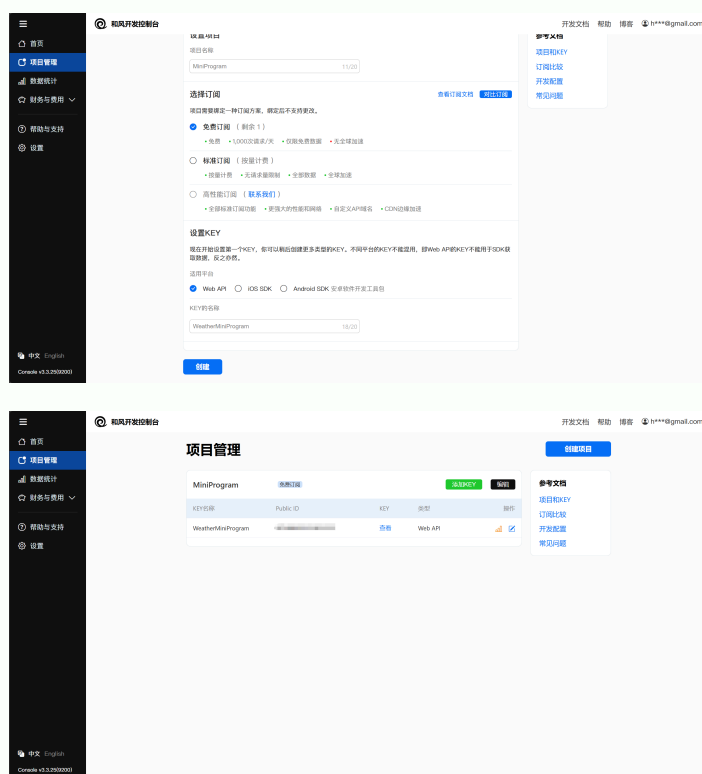 和风开发控制台
开发文档 帮助 博客 h***@gmail.com
首页
项目管理
数据统计
财务与费用
帮助与支持
设置
中文 English
Console v3.3.25(9200)
设置项目
项目名称
MiniProgram 11/20
选择订阅 查看订阅文档 对比订阅
项目需要绑定一种订阅方案，绑定后不支持更改。
免费订阅 （ 剩余 1 ）
• 免费 • 1,000次请求/天 • 仅限免费数据 • 无全球加速
标准订阅 （ 按量计费 ）
• 按量计费 • 无请求量限制 • 全部数据 • 全球加速
高性能订阅 （ 联系我们 ）
• 全部标准订阅功能 • 更强大的性能和网络 • 自定义API域名 • CDN边缘加速
设置KEY
现在开始设置第一个KEY，你可以稍后创建更多类型的KEY。不同平台的KEY不能混用，即Web API的KEY不能用于SDK获
取数据，反之亦然。
适用平台
Web API iOS SDK Android SDK 安卓软件开发工具包
KEY的名称
WeatherMiniProgram 18/20
创建
参考文档
项目和KEY
订阅比较
开发配置
常见问题
和风开发控制台
开发文档 帮助 博客 h***@gmail.com
首页
项目管理
数据统计
财务与费用
帮助与支持
设置
中文 English
Console v3.3.25(9200)
项目管理 创建项目
MiniProgram 免费订阅 添加KEY 编辑
KEY名称 Public ID KEY 类型 操作
WeatherMiniProgram 查看 Web API
参考文档
项目和KEY
订阅比较
开发配置
常见问题